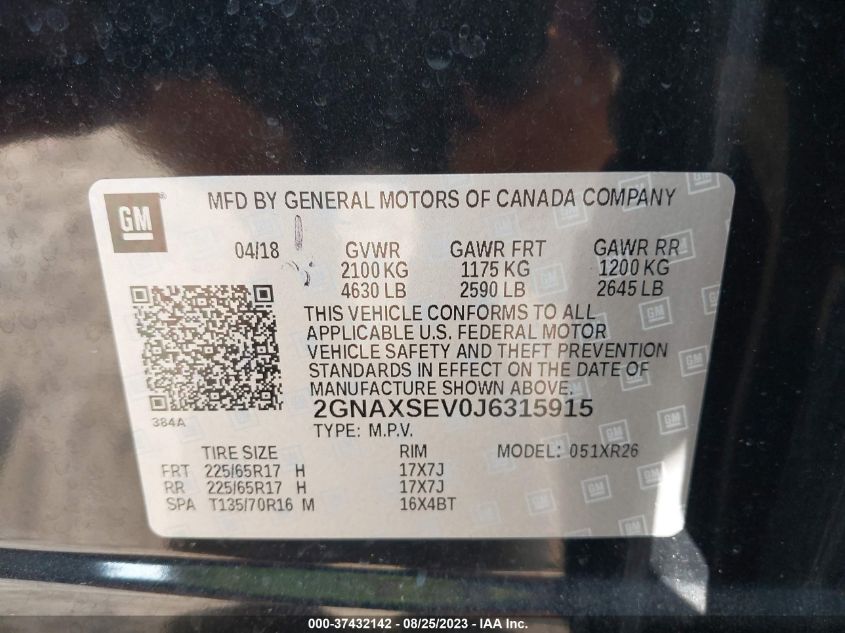 GM
MFD BY GENERAL MOTORS OF CANADA COMPANY
04/18 GVWR GAWR FRT GAWR RR
2100 KG 1175 KG 1200 KG
4630 LB 2590 LB 2645 LB
THIS VEHICLE CONFORMS TO ALL
APPLICABLE U.S. FEDERAL MOTOR
VEHICLE SAFETY AND THEFT PREVENTION
STANDARDS IN EFFECT ON THE DATE OF
MANUFACTURE SHOWN ABOVE.
384A
2GNAXSEV0J6315915
TYPE: M.P.V.
TIRE SIZE RIM MODEL: 051XR26
FRT 225/65R17 H 17X7J
RR 225/65R17 H 17X7J
SPA T135/70R16 M 16X4BT
000-37432142 - 08/25/2023 - IAA Inc.